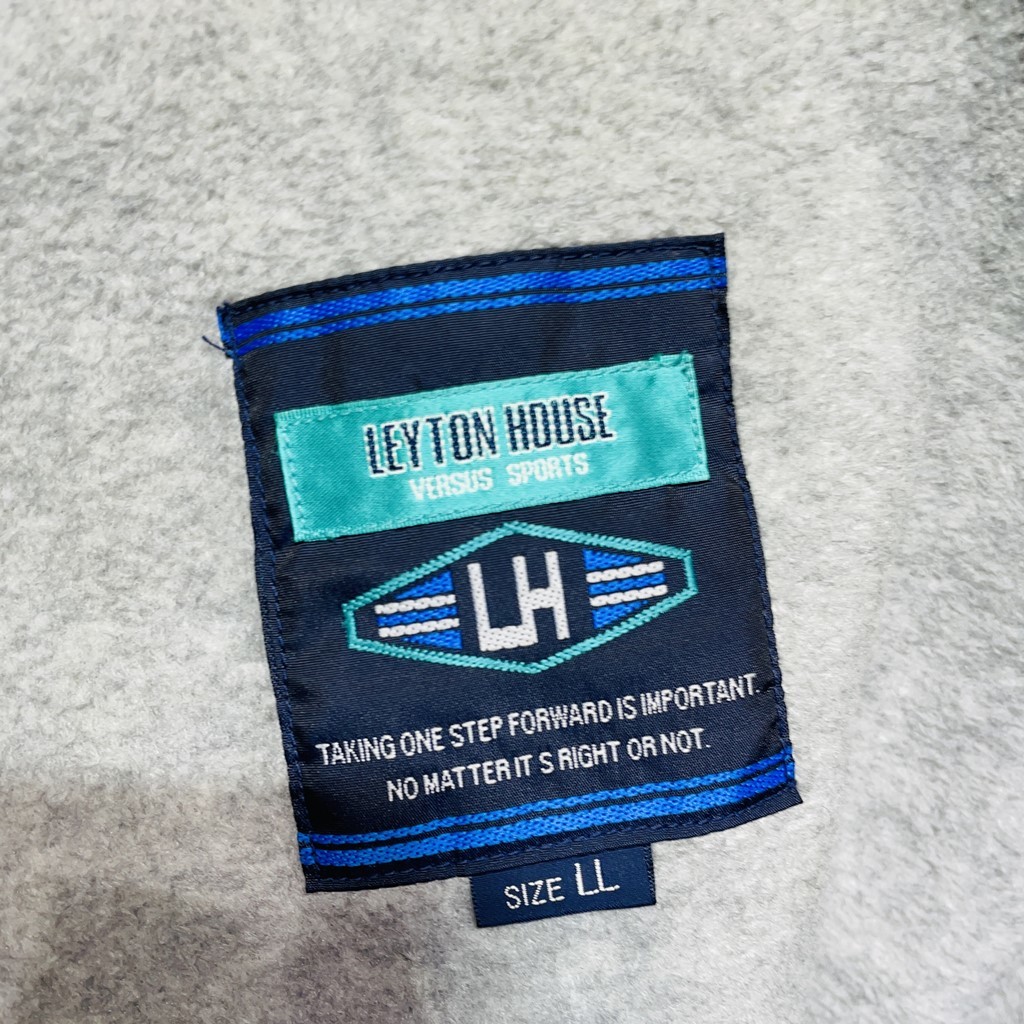 LEYTON HOUSE
VERSUS SPORTS
LH
TAKING ONE STEP FORWARD IS IMPORTANT.
NO MATTER IT S RIGHT OR NOT.
SIZE LL